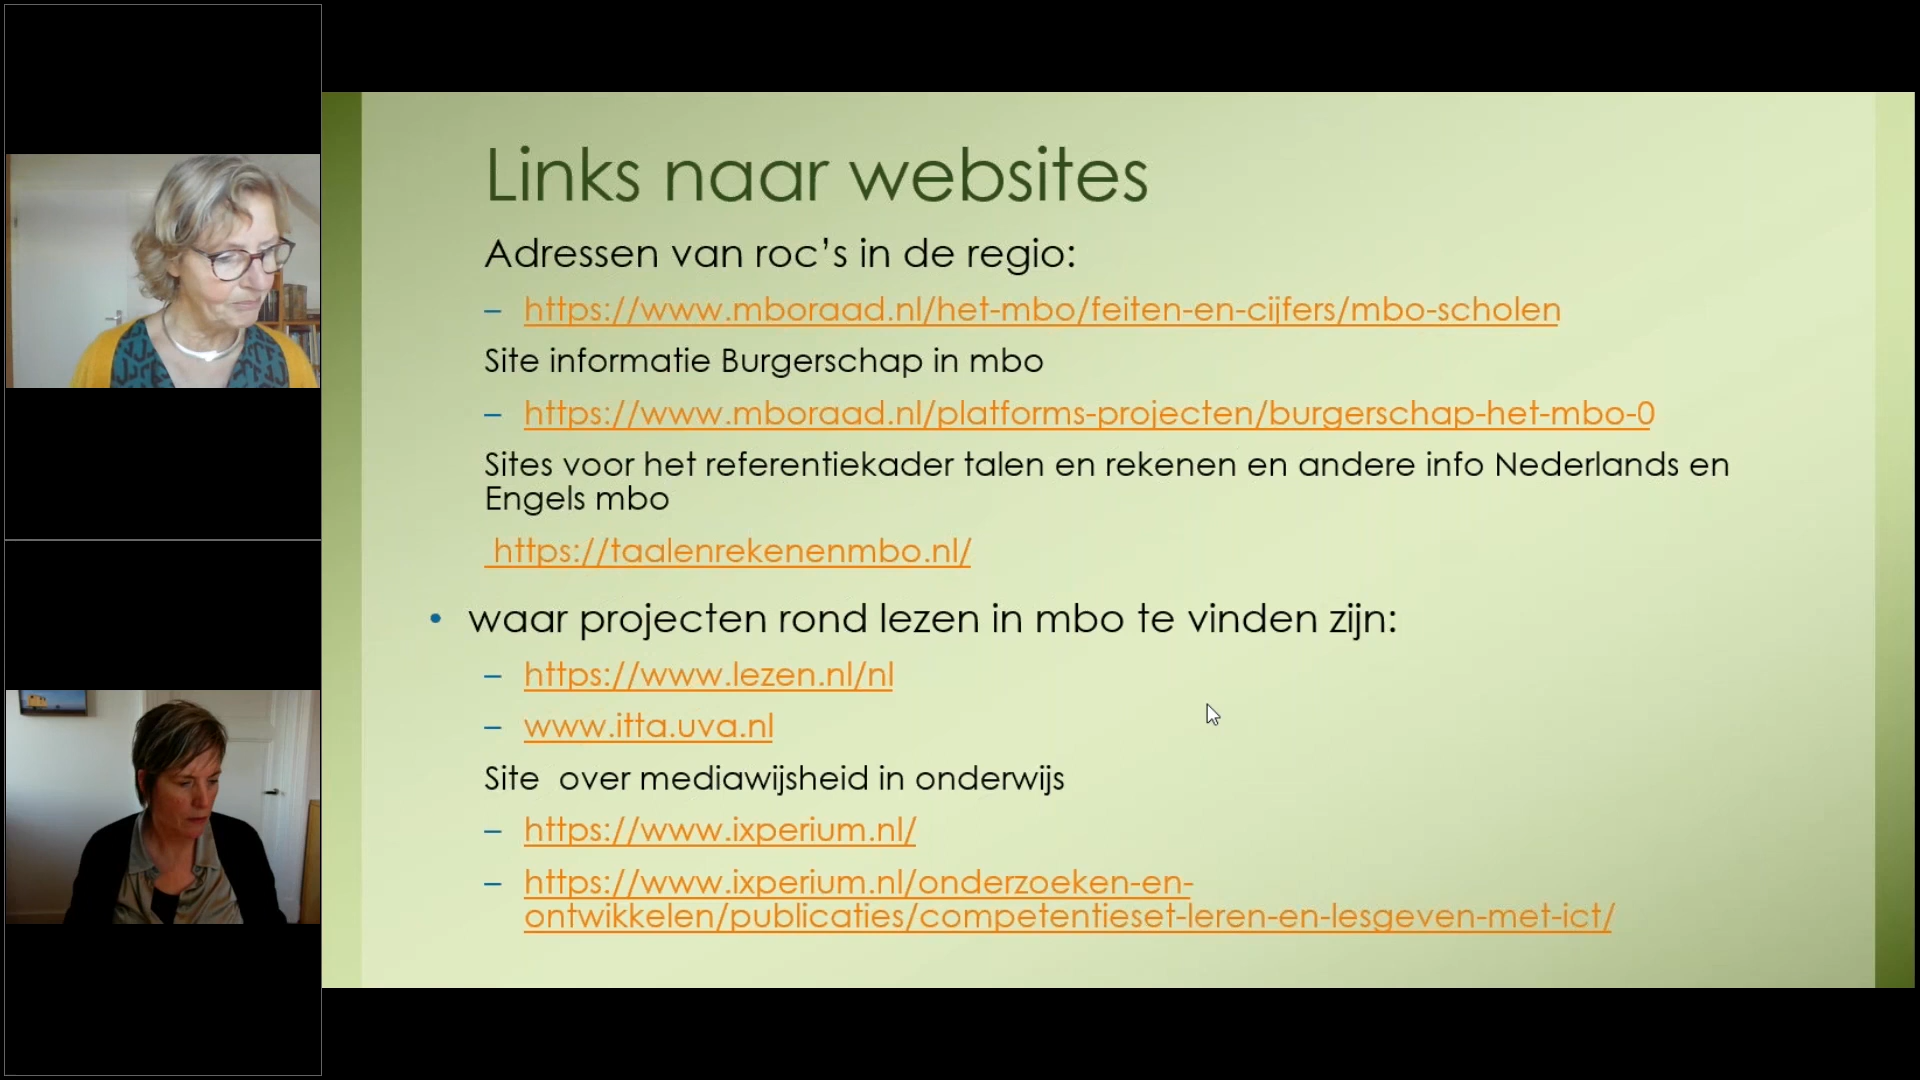 Links naar websites
Adressen van roc’s in de regio:
– https://www.mboraad.nl/het-mbo/feiten-en-cijfers/mbo-scholen
Site informatie Burgerschap in mbo
– https://www.mboraad.nl/platforms-projecten/burgerschap-het-mbo-0
Sites voor het referentiekader talen en rekenen en andere info Nederlands en
Engels mbo
https://taalenrekenenmbo.nl/
• waar projecten rond lezen in mbo te vinden zijn:
– https://www.lezen.nl/nl
– www.itta.uva.nl
Site  over mediawijsheid in onderwijs
– https://www.ixperium.nl/
– https://www.ixperium.nl/onderzoeken-en-
ontwikkelen/publicaties/competentieset-leren-en-lesgeven-met-ict/